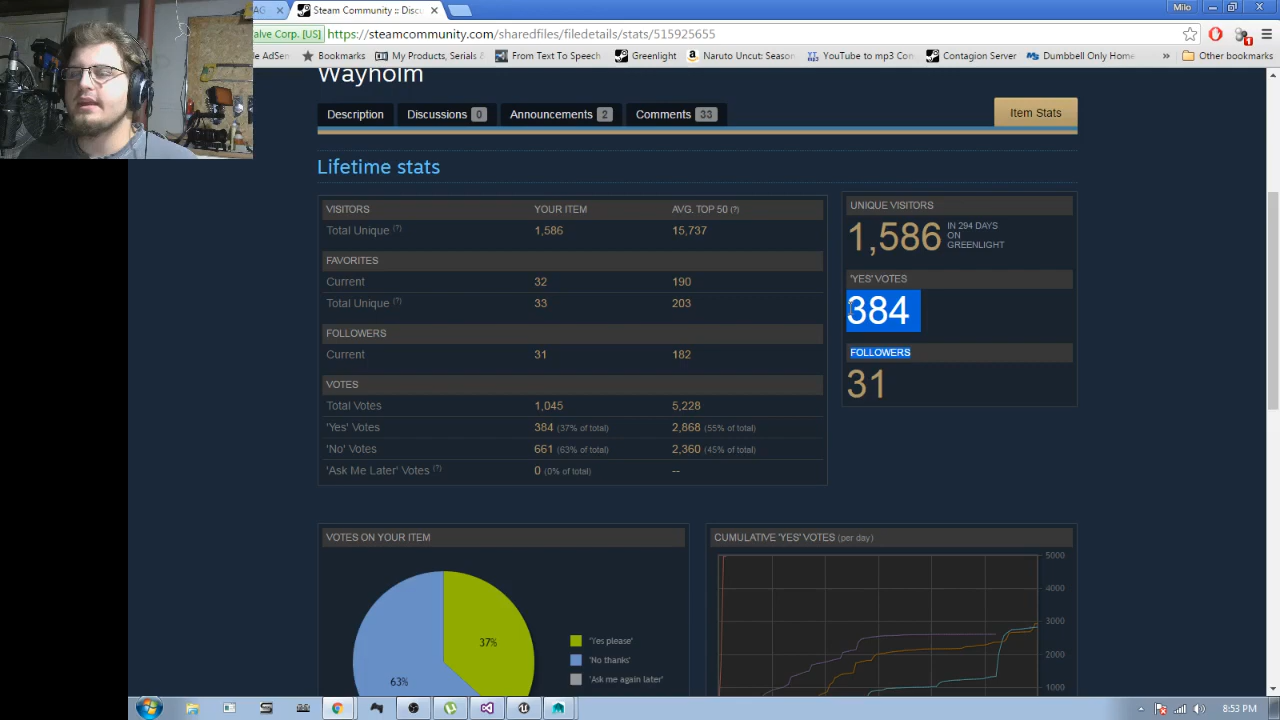 AG
Steam Community :: Discu
Milo
alve Corp. [US]
https://steamcommunity.com/sharedfiles/filedetails/stats/515925655
e AdSen
Bookmarks
My Products, Serials &
From Text To Speech
Greenlight
Naruto Uncut: Season
YouTube to mp3 Con
Contagion Server
Dumbbell Only Home
»
Other bookmarks
Wayholm
Description
Discussions 0
Announcements 2
Comments 33
Item Stats
Lifetime stats
VISITORS YOUR ITEM AVG. TOP 50 (?)
Total Unique (?) 1,586 15,737
FAVORITES
Current 32 190
Total Unique (?) 33 203
FOLLOWERS
Current 31 182
VOTES
Total Votes 1,045 5,228
'Yes' Votes 384 (37% of total) 2,868 (55% of total)
'No' Votes 661 (63% of total) 2,360 (45% of total)
'Ask Me Later' Votes (?) 0 (0% of total) --
UNIQUE VISITORS
1,586
IN 294 DAYS
ON
GREENLIGHT
'YES' VOTES
384
FOLLOWERS
31
VOTES ON YOUR ITEM
37%
63%
'Yes please'
'No thanks'
'Ask me again later'
CUMULATIVE 'YES' VOTES (per day)
5000
4000
3000
2000
1000
8:53 PM